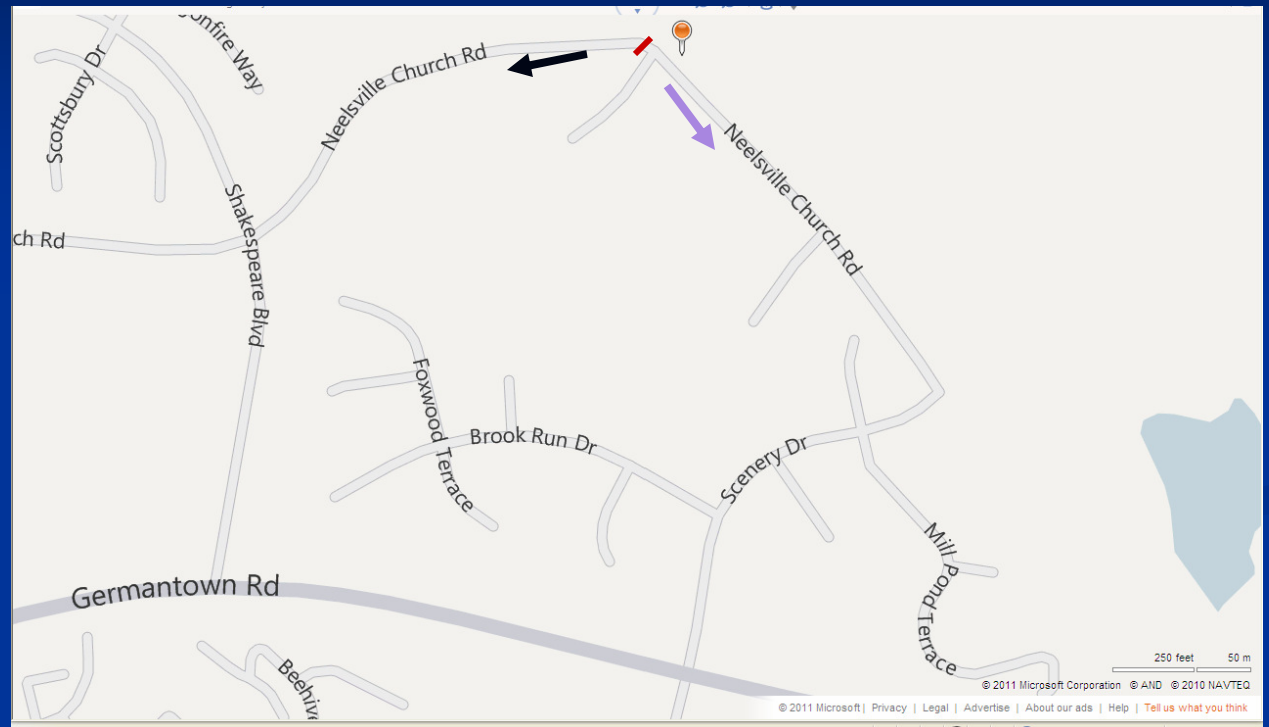 onfire Way
Scottsbury Dr
Neelsville Church Rd
Neelsville Church Rd
Shakespeare Blvd
ch Rd
Foxwood Terrace
Brook Run Dr
Scenery Dr
Mill Pond Terrace
Germantown Rd
Beehive
250 feet 50 m
© 2011 Microsoft Corporation © AND © 2010 NAVTEQ
© 2011 Microsoft | Privacy | Legal | Advertise | About our ads | Help | Tell us what you think